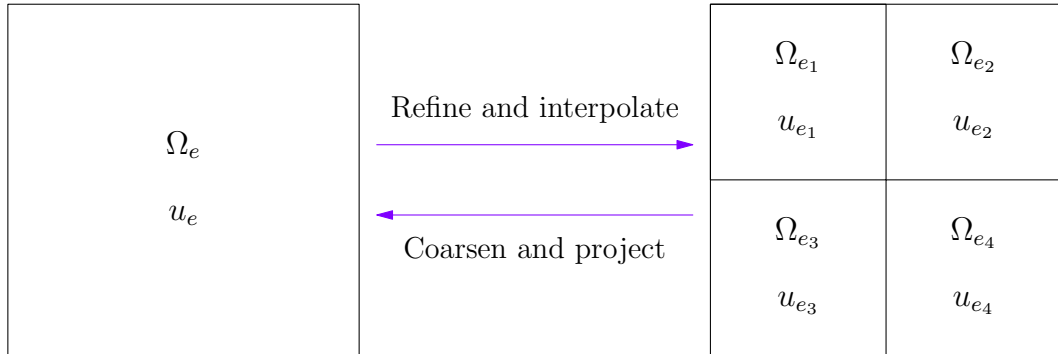 Ω_e
u_e
Refine and interpolate
Coarsen and project
Ω_{e_1} Ω_{e_2}
u_{e_1} u_{e_2}
Ω_{e_3} Ω_{e_4}
u_{e_3} u_{e_4}